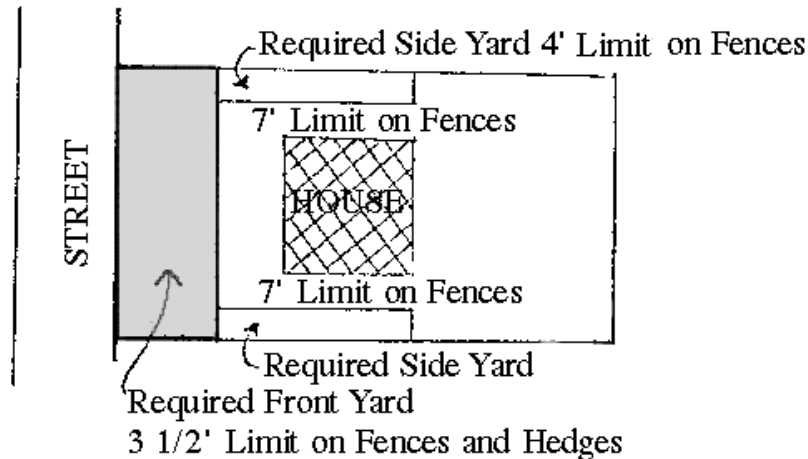 Required Side Yard 4' Limit on Fences
7' Limit on Fences
STREET
HOUSE
7' Limit on Fences
Required Side Yard
Required Front Yard
3 1/2' Limit on Fences and Hedges